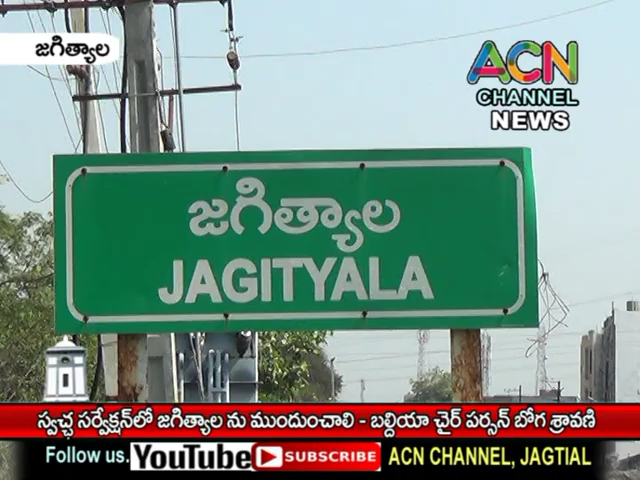 జగిత్యాల
ACN
CHANNEL
NEWS
జగిత్యాల
JAGITYALA
స్వచ్ఛ సర్వేక్షన్‌లో జగిత్యాల ను ముందుంచాలి - బల్దియా చైర్ పర్సన్ బోగ శ్రావణి
Follow us. YouTube SUBSCRIBE ACN CHANNEL, JAGTIAL